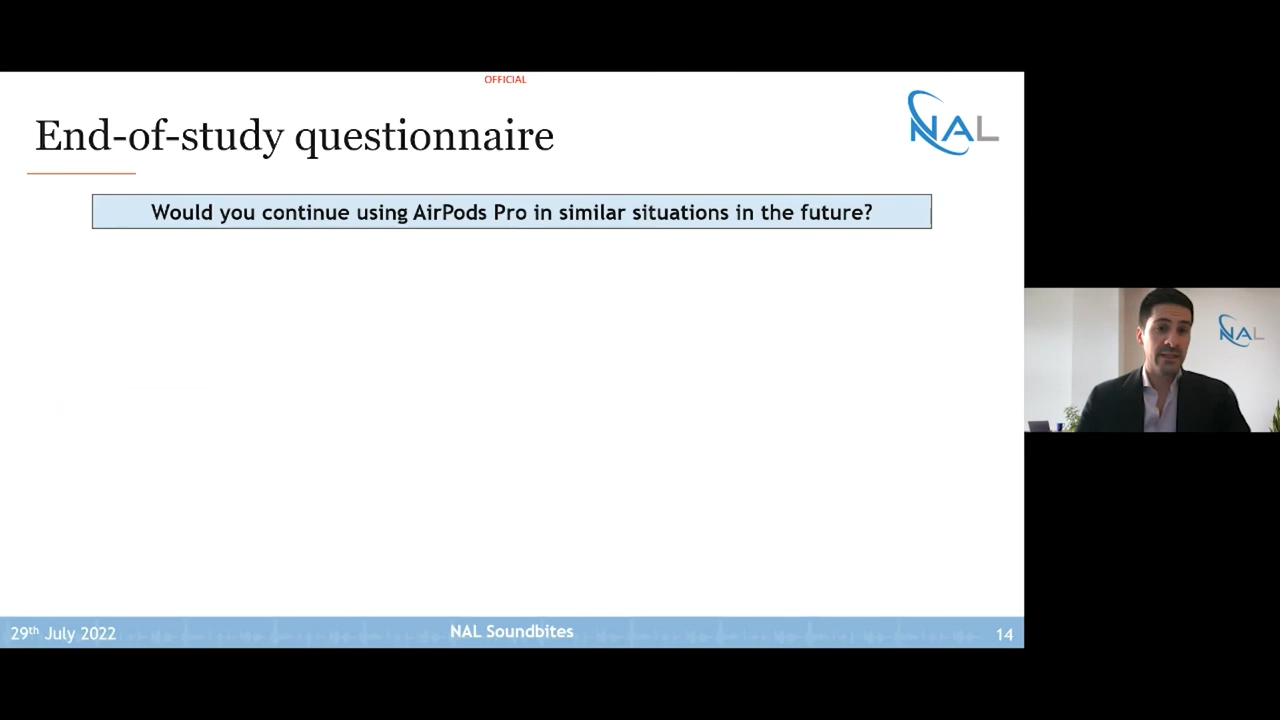 OFFICIAL
NAL
End-of-study questionnaire
Would you continue using AirPods Pro in similar situations in the future?
NAL
29th July 2022
NAL Soundbites
14